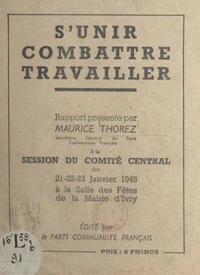 S'UNIR
COMBATTRE
TRAVAILLER
Rapport présenté par
MAURICE THOREZ
Secrétaire Général du Parti
Communiste Français
à la
SESSION DU COMITÉ CENTRAL
des
21-22-23 Janvier 1945
à la Salle des Fêtes
de la Mairie d'Ivry
ÉDITÉ par
le PARTI COMMUNISTE FRANÇAIS
PRIX : 6 FRANCS